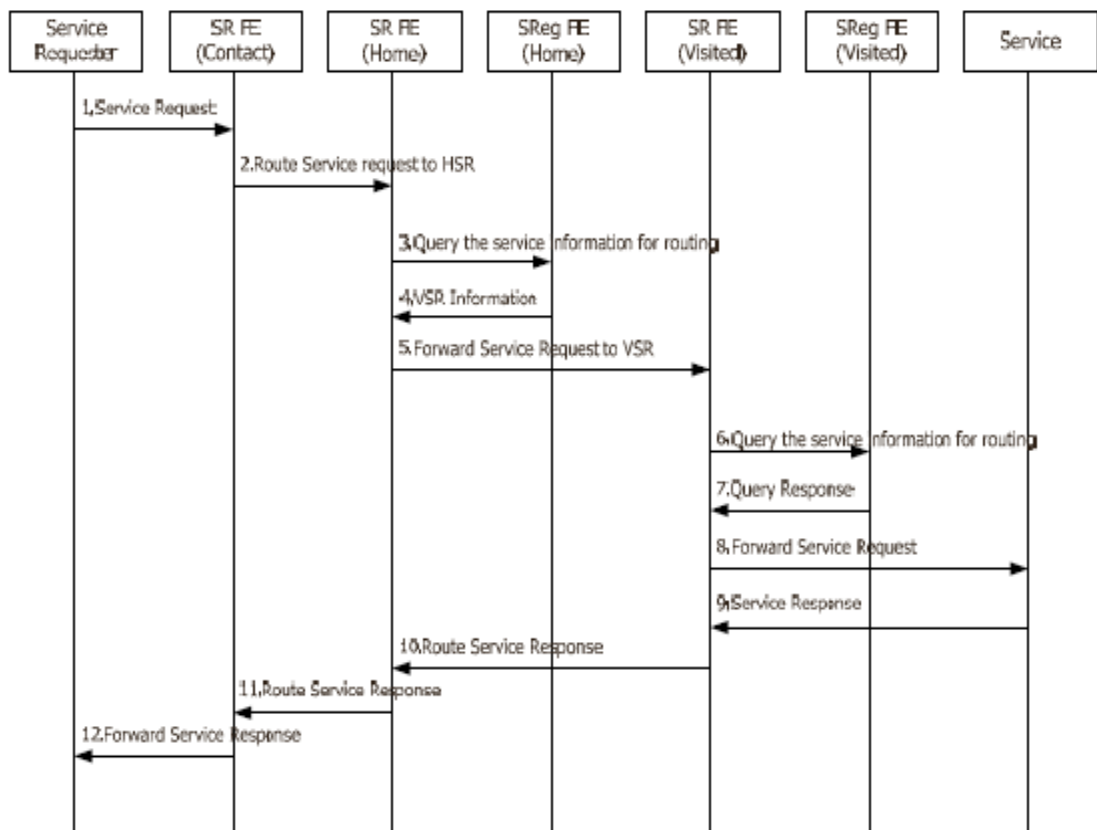 Service
Requester
SR FE
(Contact)
SR FE
(Home)
SReg FE
(Home)
SR FE
(Visited)
SReg FE
(Visited)
Service
1.Service Request
2.Route Service request to HSR
3.Query the service information for routing
4.VSR Information
5.Forward Service Request to VSR
6.Query the service information for routing
7.Query Response
8.Forward Service Request
9.Service Response
10.Route Service Response
11.Route Service Response
12.Forward Service Response